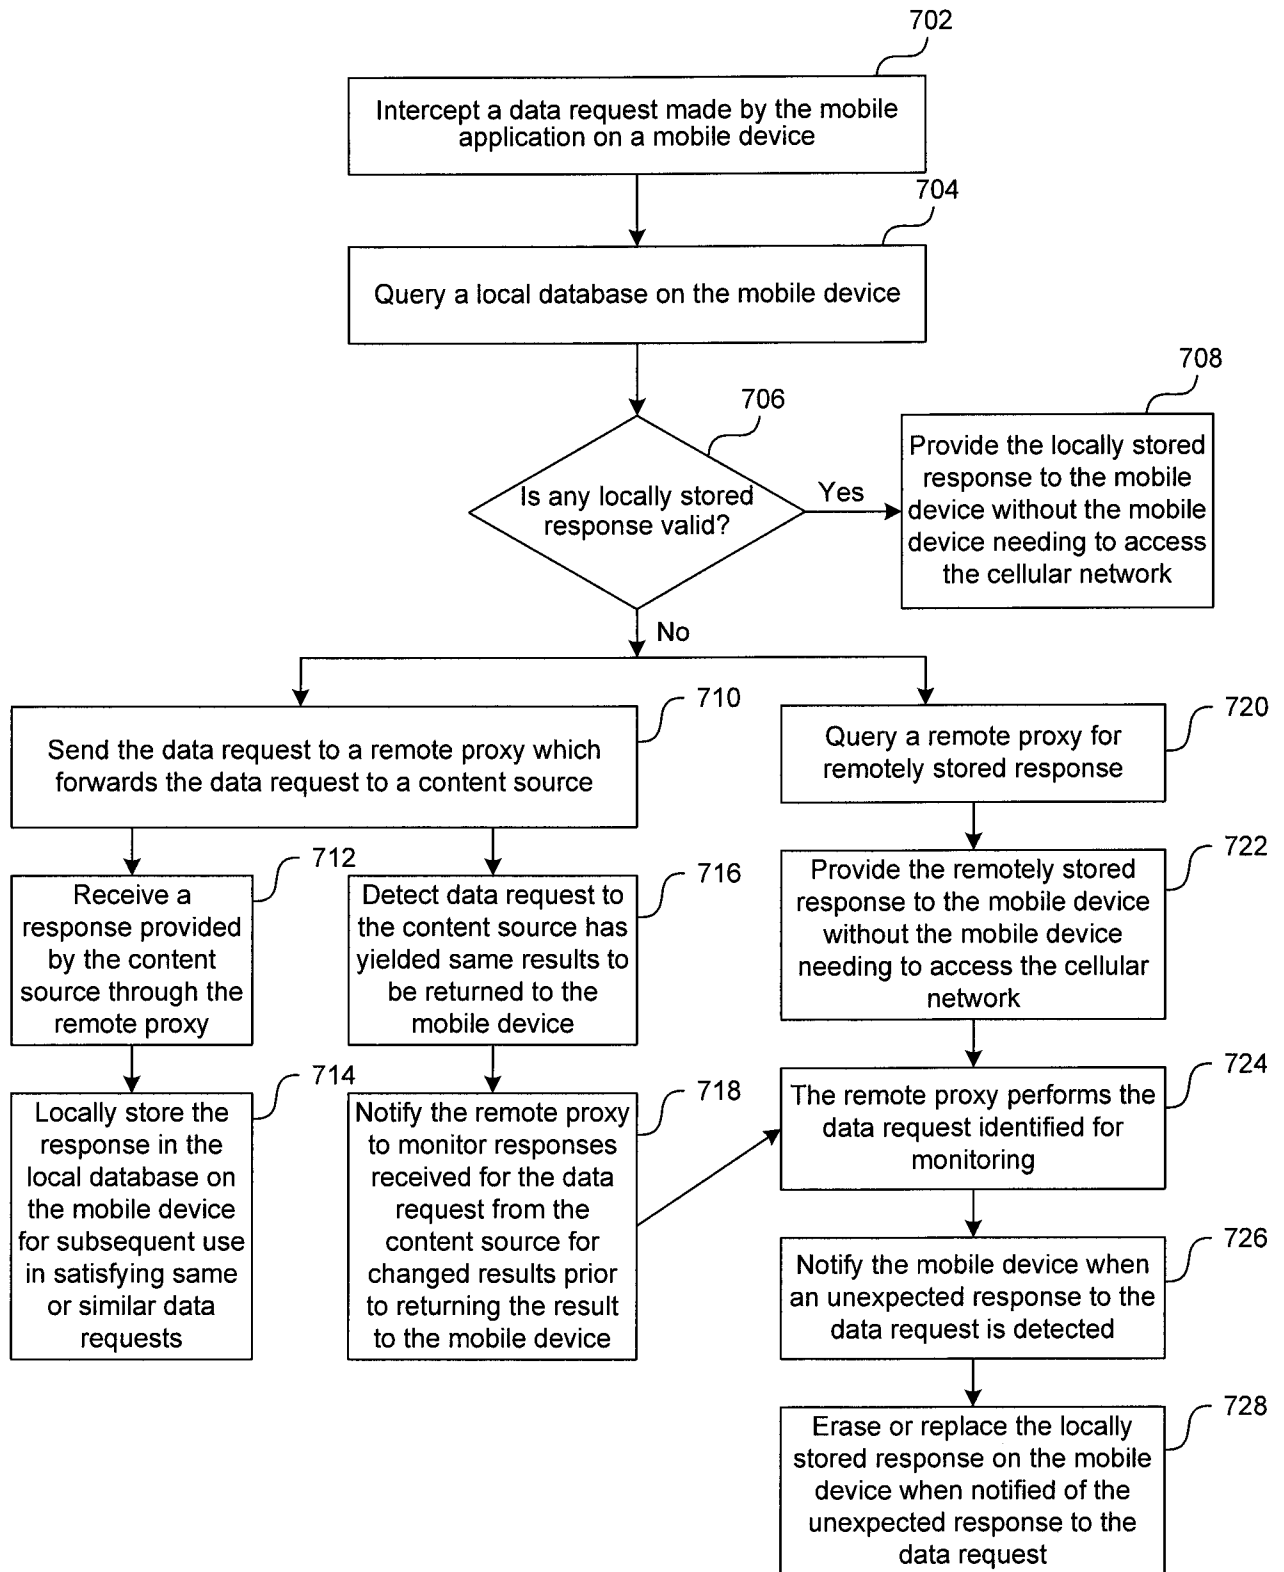 702
Intercept a data request made by the mobile
application on a mobile device
704
Query a local database on the mobile device
706
Is any locally stored
response valid?
Yes
708
Provide the locally stored
response to the mobile
device without the mobile
device needing to access
the cellular network
No
710
Send the data request to a remote proxy which
forwards the data request to a content source
712
Receive a
response provided
by the content
source through the
remote proxy
714
Locally store the
response in the
local database on
the mobile device
for subsequent use
in satisfying same
or similar data
requests
716
Detect data request to
the content source has
yielded same results to
be returned to the
mobile device
718
Notify the remote proxy
to monitor responses
received for the data
request from the
content source for
changed results prior
to returning the result
to the mobile device
720
Query a remote proxy for
remotely stored response
722
Provide the remotely stored
response to the mobile device
without the mobile device
needing to access the cellular
network
724
The remote proxy performs the
data request identified for
monitoring
726
Notify the mobile device when
an unexpected response to the
data request is detected
728
Erase or replace the locally
stored response on the mobile
device when notified of the
unexpected response to the
data request